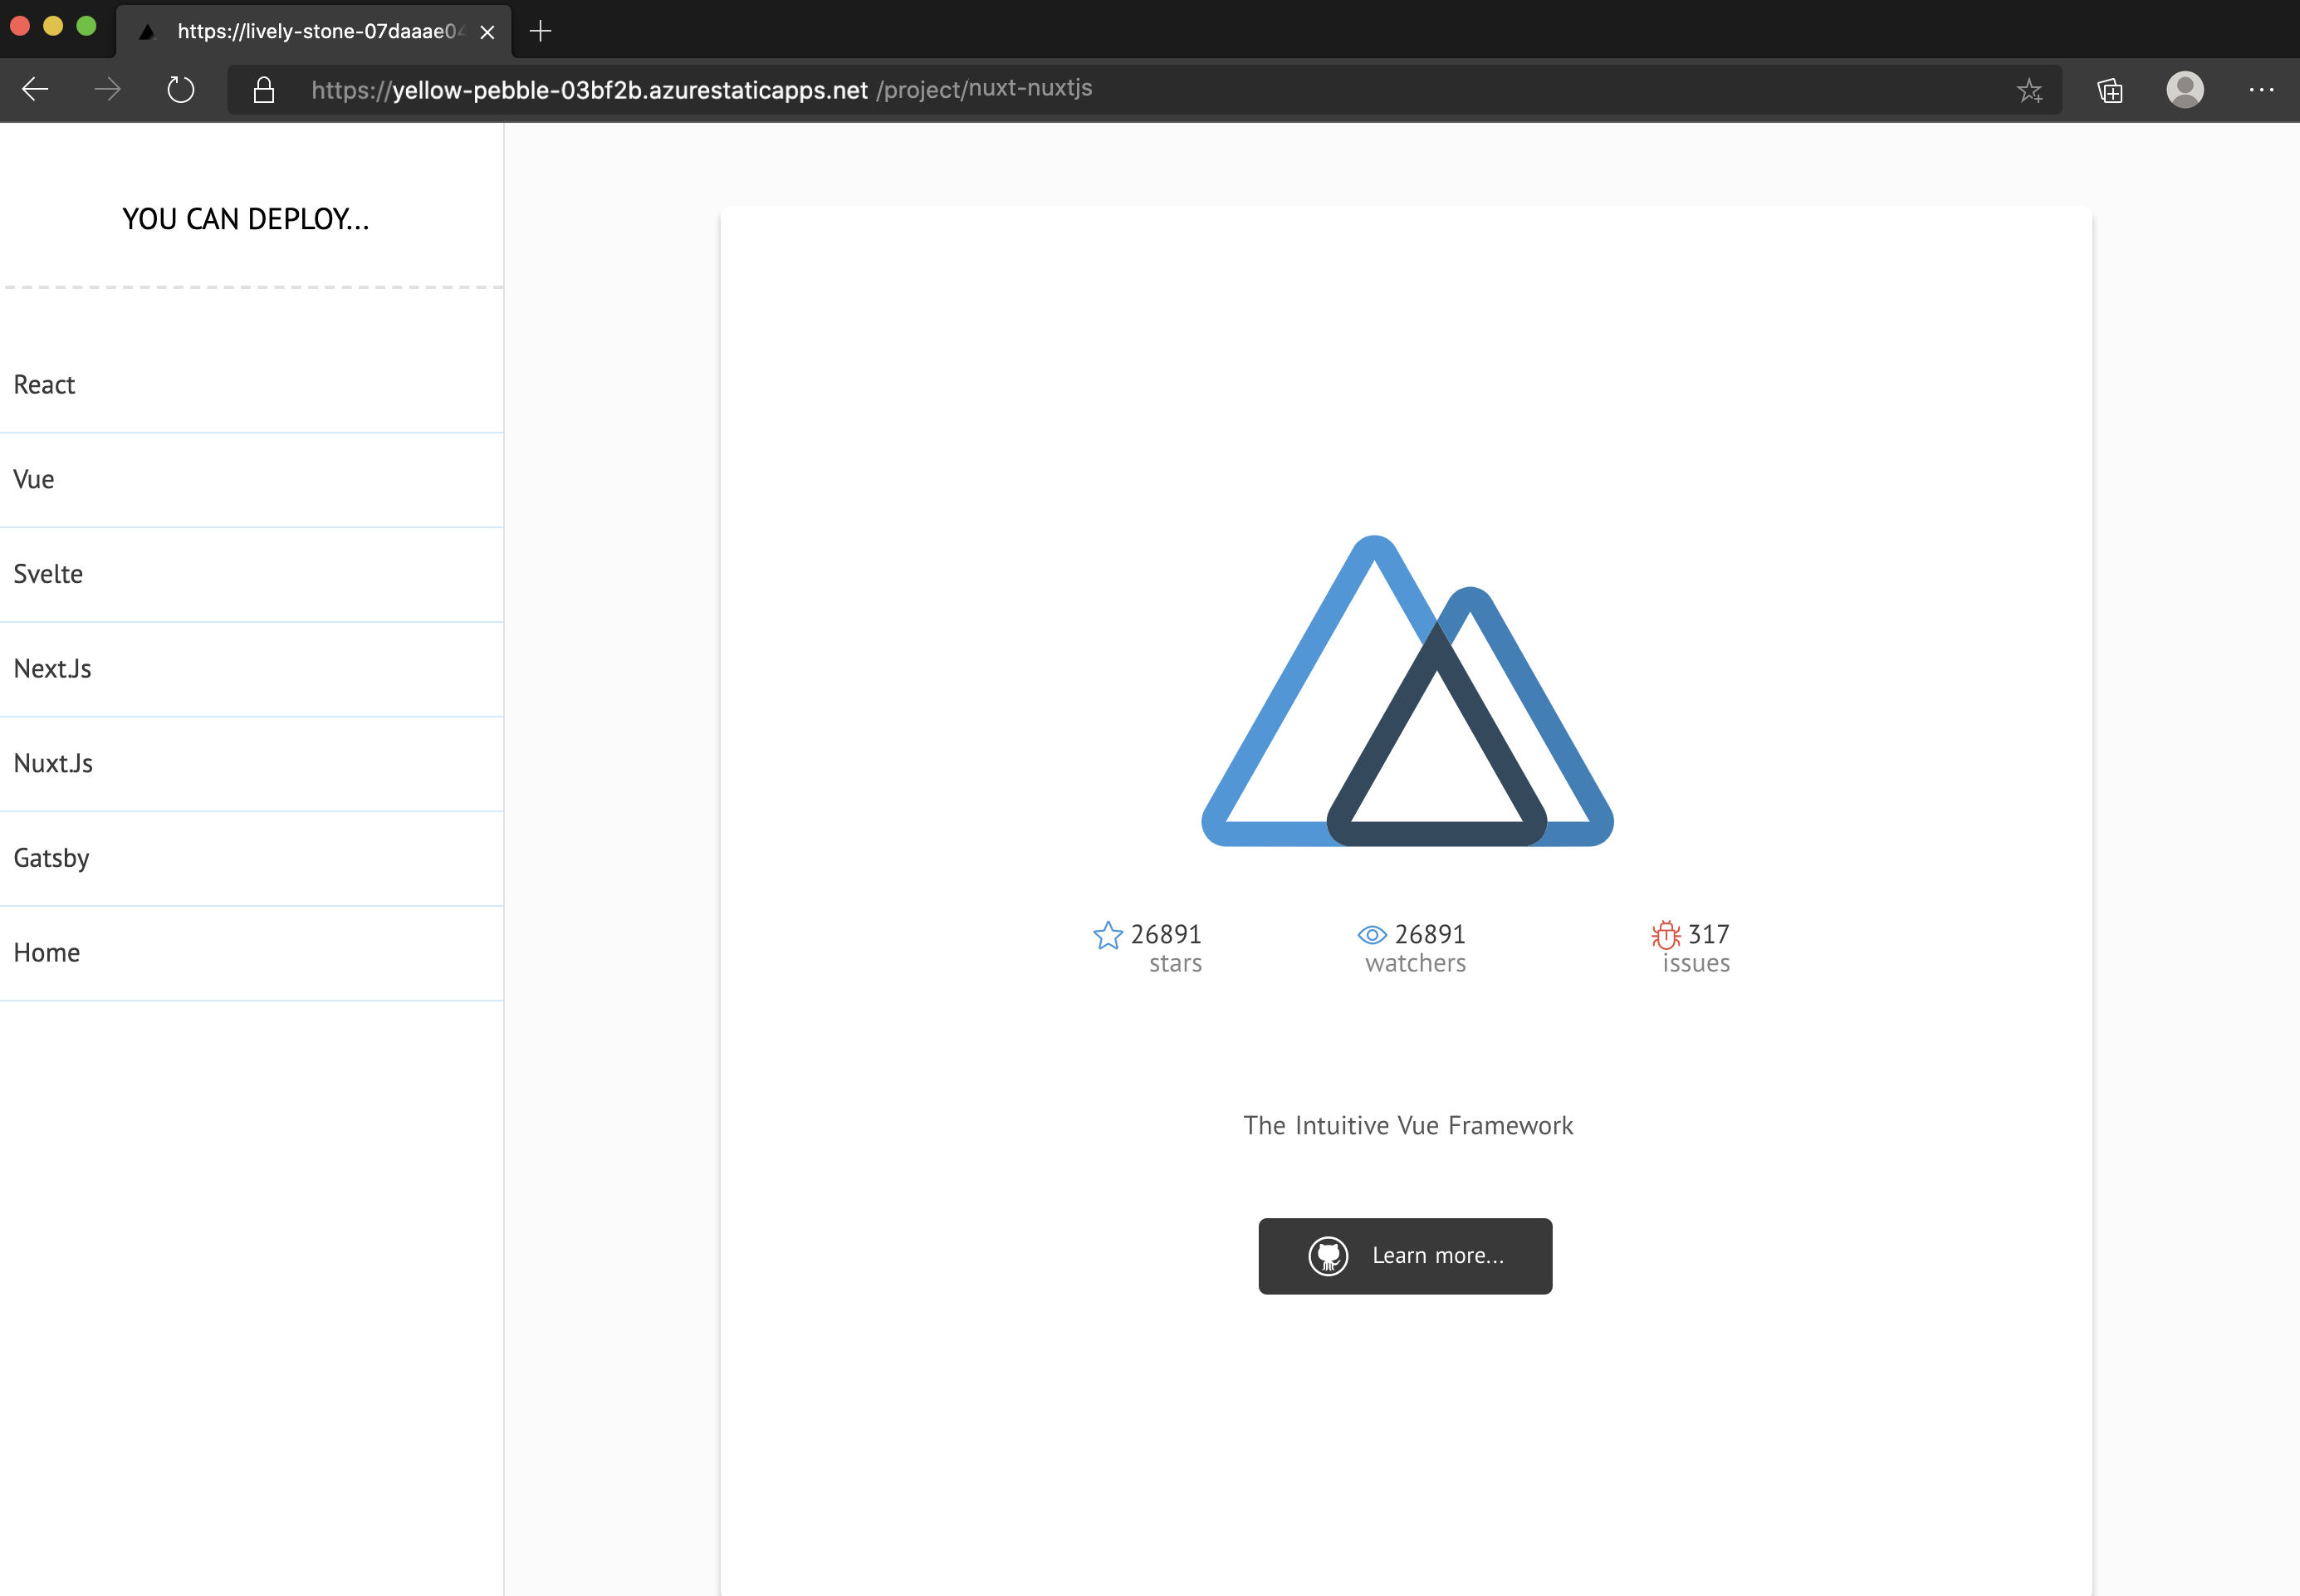 https://lively-stone-07daaae04
https://yellow-pebble-03bf2b.azurestaticapps.net /project/nuxt-nuxtjs
YOU CAN DEPLOY...
React
Vue
Svelte
Next.Js
Nuxt.Js
Gatsby
Home
26891 26891 317
stars watchers issues
The Intuitive Vue Framework
Learn more...